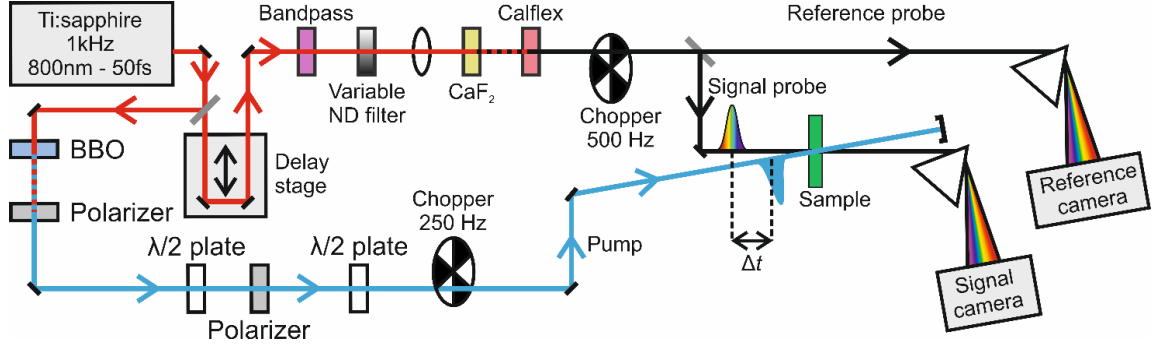 Ti:sapphire
1kHz
800nm - 50fs
Bandpass
Variable
ND filter
CaF₂
Calflex
Chopper
500 Hz
Reference probe
Signal probe
Delay
stage
BBO
Polarizer
λ/2 plate
Polarizer
λ/2 plate
Chopper
250 Hz
Pump
Δt
Sample
Reference
camera
Signal
camera